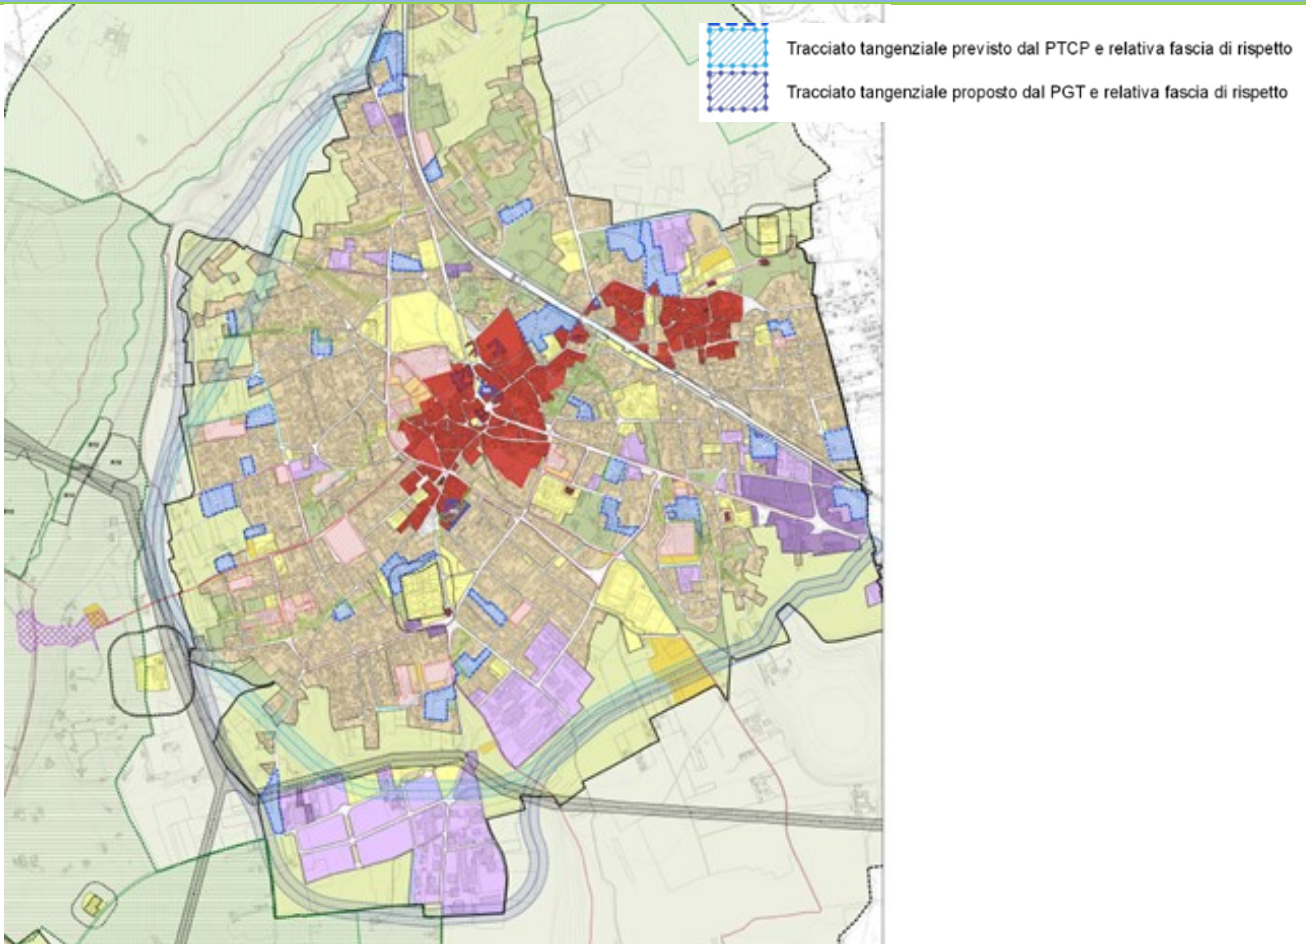 Tracciato tangenziale previsto dal PTCP e relativa fascia di rispetto
Tracciato tangenziale proposto dal PGT e relativa fascia di rispetto